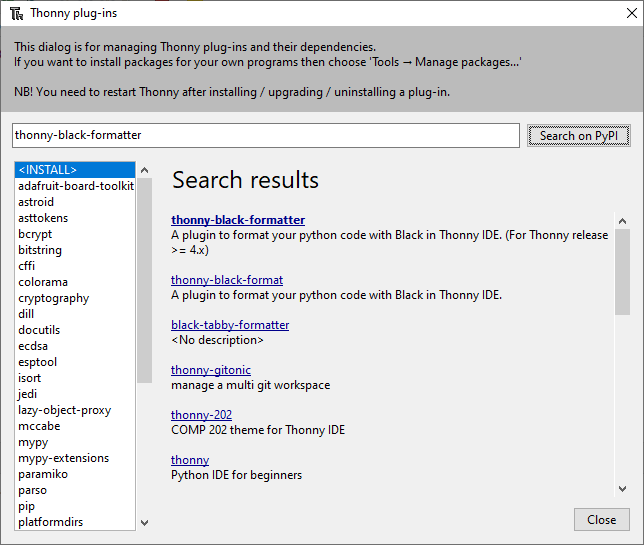 Thonny plug-ins
This dialog is for managing Thonny plug-ins and their dependencies.
If you want to install packages for your own programs then choose 'Tools → Manage packages...'
NB! You need to restart Thonny after installing / upgrading / uninstalling a plug-in.
thonny-black-formatter
Search on PyPI
<INSTALL>
adafruit-board-toolkit
astroid
asttokens
bcrypt
bitstring
cffi
colorama
cryptography
dill
docutils
ecdsa
esptool
isort
jedi
lazy-object-proxy
mccabe
mypy
mypy-extensions
paramiko
parso
pip
platformdirs
Search results
thonny-black-formatter
A plugin to format your python code with Black in Thonny IDE. (For Thonny release
>= 4.x)
thonny-black-format
A plugin to format your python code with Black in Thonny IDE.
black-tabby-formatter
<No description>
thonny-gitonic
manage a multi git workspace
thonny-202
COMP 202 theme for Thonny IDE
thonny
Python IDE for beginners
Close